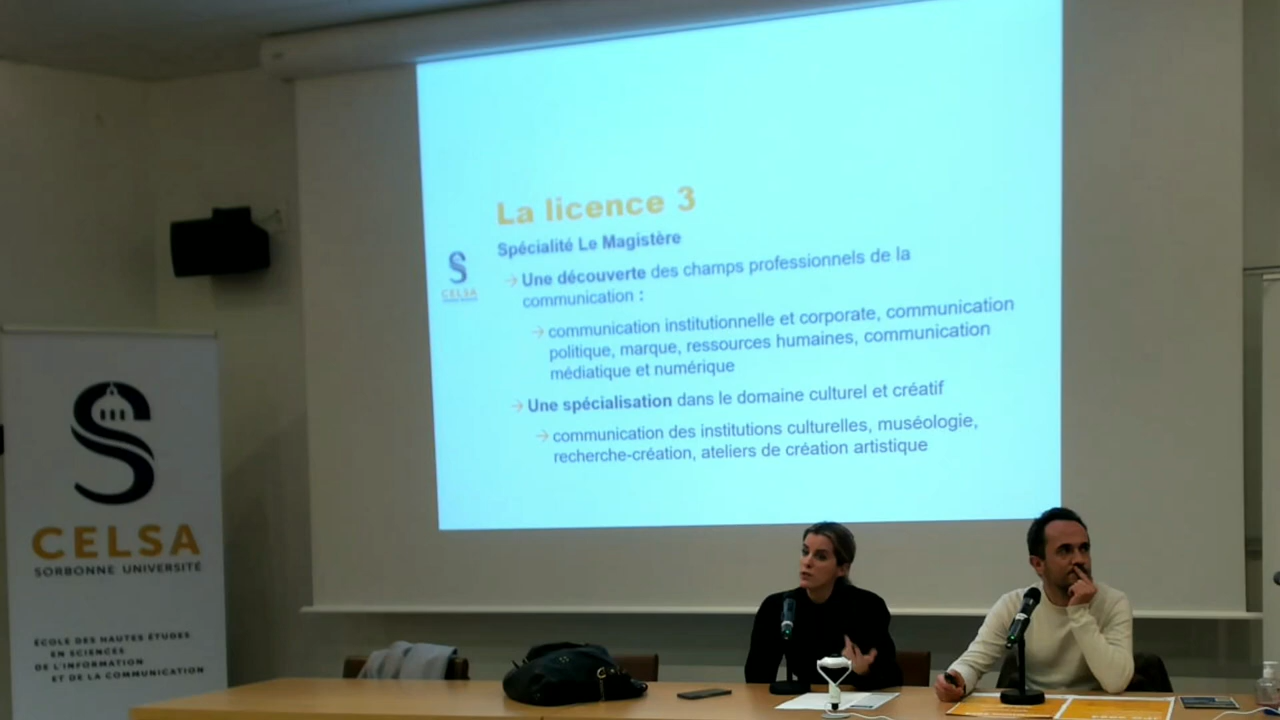 La licence 3
Spécialité Le Magistère
→ Une découverte des champs professionnels de la
communication :
→ communication institutionnelle et corporate, communication
politique, marque, ressources humaines, communication
médiatique et numérique
→ Une spécialisation dans le domaine culturel et créatif
→ communication des institutions culturelles, muséologie,
recherche-création, ateliers de création artistique
CELSA
CELSA
SORBONNE UNIVERSITÉ
ÉCOLE DES HAUTES ÉTUDES
EN SCIENCES
DE L'INFORMATION
ET DE LA COMMUNICATION